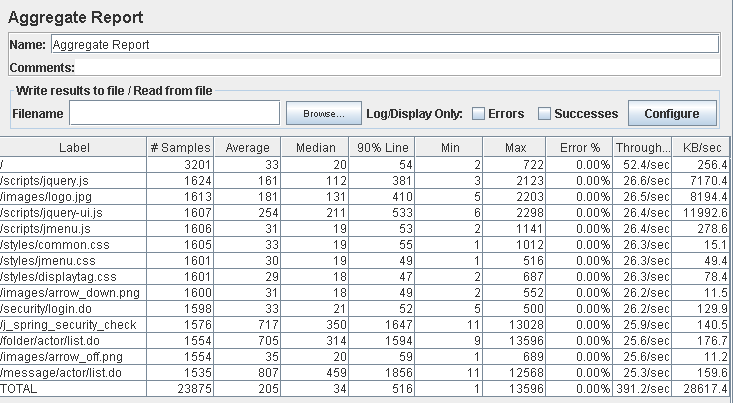 Aggregate Report
Name: Aggregate Report
Comments:
Write results to file / Read from file
Filename Browse... Log/Display Only: Errors Successes Configure
Label # Samples Average Median 90% Line Min Max Error % Through... KB/sec
/ 3201 33 20 54 2 722 0.00% 52.4/sec 256.4
/scripts/jquery.js 1624 161 112 381 3 2123 0.00% 26.6/sec 7170.4
/images/logo.jpg 1613 181 131 410 5 2203 0.00% 26.5/sec 8194.4
/scripts/jquery-ui.js 1607 254 211 533 6 2298 0.00% 26.4/sec 11992.6
/scripts/jmenu.js 1606 31 19 53 2 1141 0.00% 26.4/sec 278.6
/styles/common.css 1605 33 19 55 1 1012 0.00% 26.3/sec 15.1
/styles/jmenu.css 1601 30 19 49 1 516 0.00% 26.3/sec 49.4
/styles/displaytag.css 1601 29 18 47 2 687 0.00% 26.3/sec 78.4
/images/arrow_down.png 1600 31 18 49 2 552 0.00% 26.2/sec 11.5
/security/login.do 1598 33 21 52 5 500 0.00% 26.2/sec 129.9
/j_spring_security_check 1576 717 350 1647 11 13028 0.00% 25.9/sec 140.5
/folder/actor/list.do 1554 705 314 1594 9 13596 0.00% 25.6/sec 176.7
/images/arrow_off.png 1554 35 20 59 1 689 0.00% 25.6/sec 11.2
/message/actor/list.do 1535 807 459 1856 11 12568 0.00% 25.3/sec 159.6
TOTAL 23875 205 34 516 1 13596 0.00% 391.2/sec 28617.4